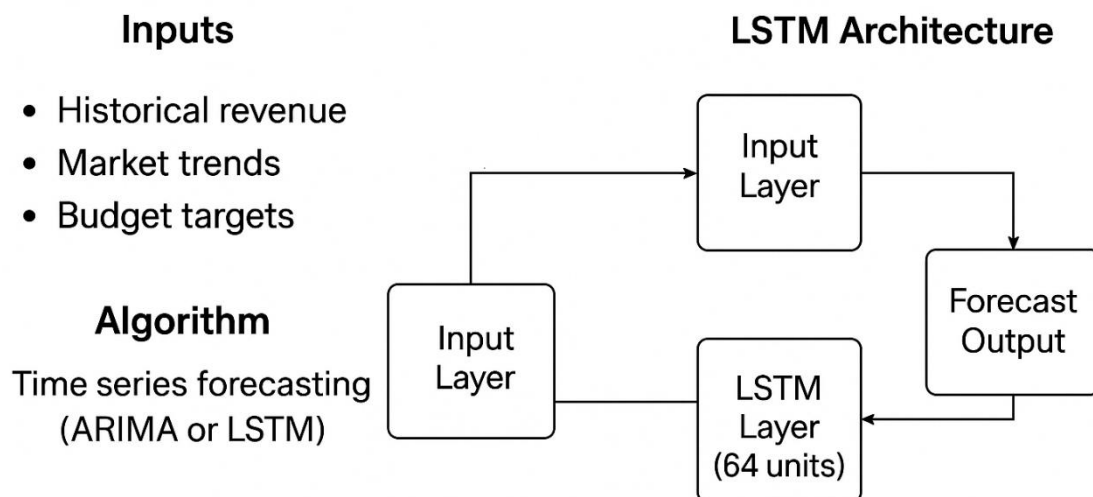 Inputs
• Historical revenue
• Market trends
• Budget targets
Algorithm
Time series forecasting
(ARIMA or LSTM)
LSTM Architecture
Input
Layer
Input
Layer
Forecast
Output
LSTM
Layer
(64 units)